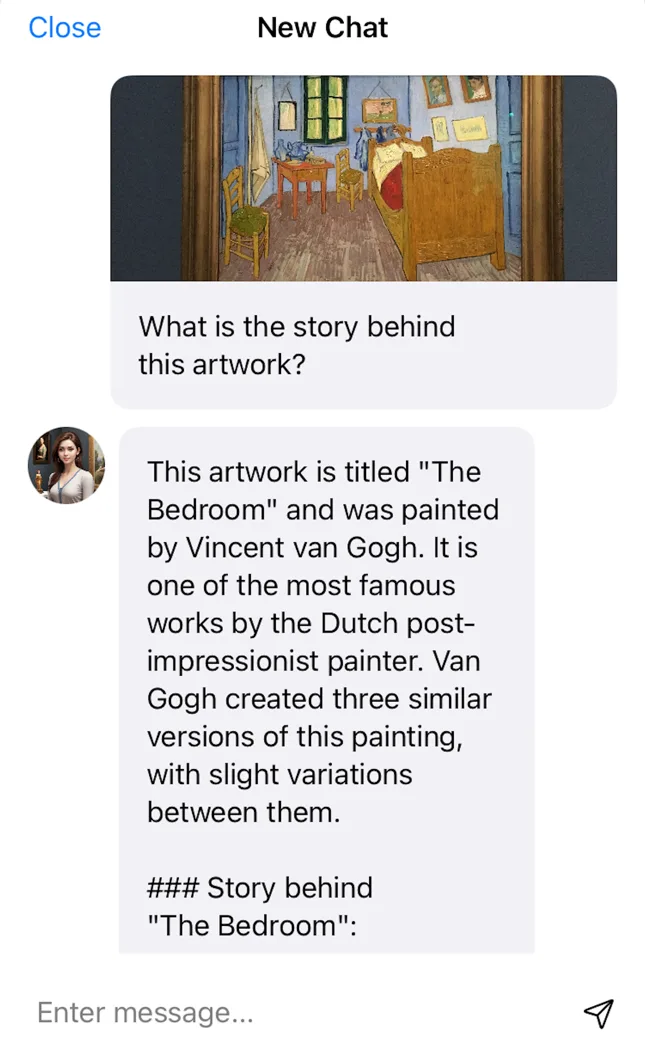 Close
New Chat
What is the story behind
this artwork?
This artwork is titled "The
Bedroom" and was painted
by Vincent van Gogh. It is
one of the most famous
works by the Dutch post-
impressionist painter. Van
Gogh created three similar
versions of this painting,
with slight variations
between them.
### Story behind
"The Bedroom":
Enter message...